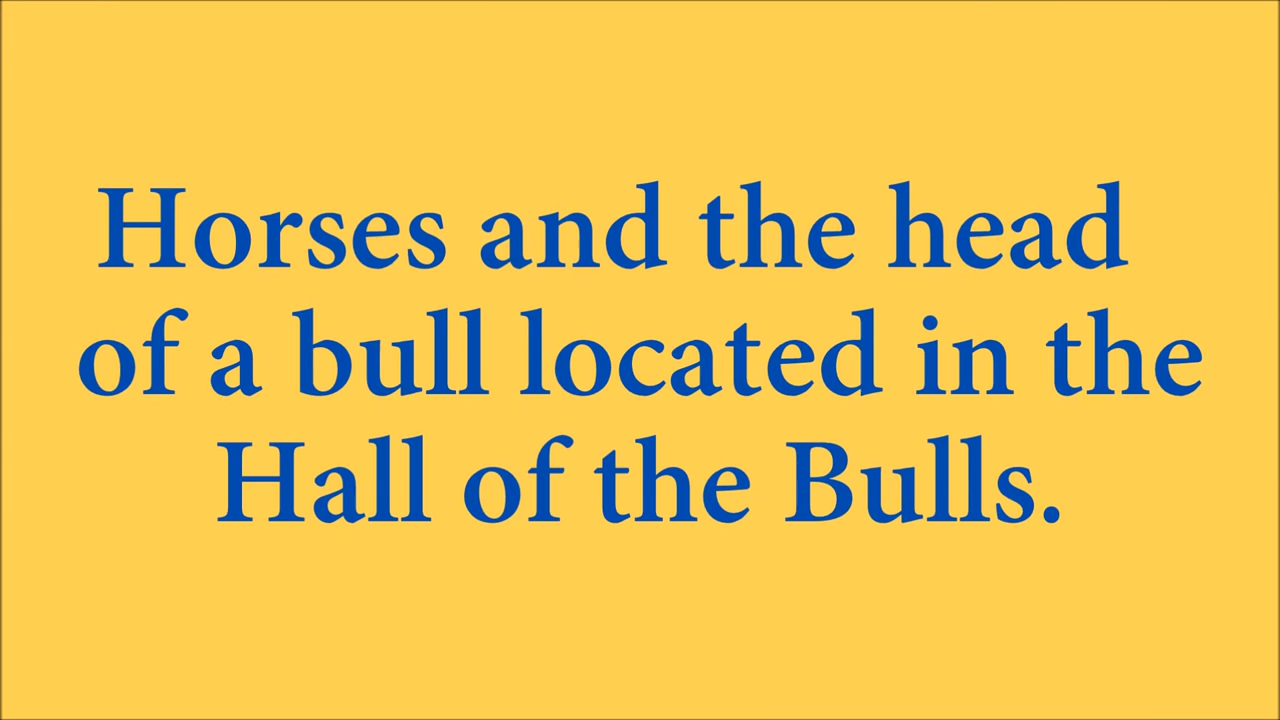 Horses and the head
of a bull located in the
Hall of the Bulls.